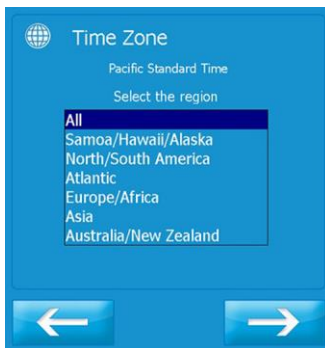 Time Zone
Pacific Standard Time
Select the region
All
Samoa/Hawaii/Alaska
North/South America
Atlantic
Europe/Africa
Asia
Australia/New Zealand